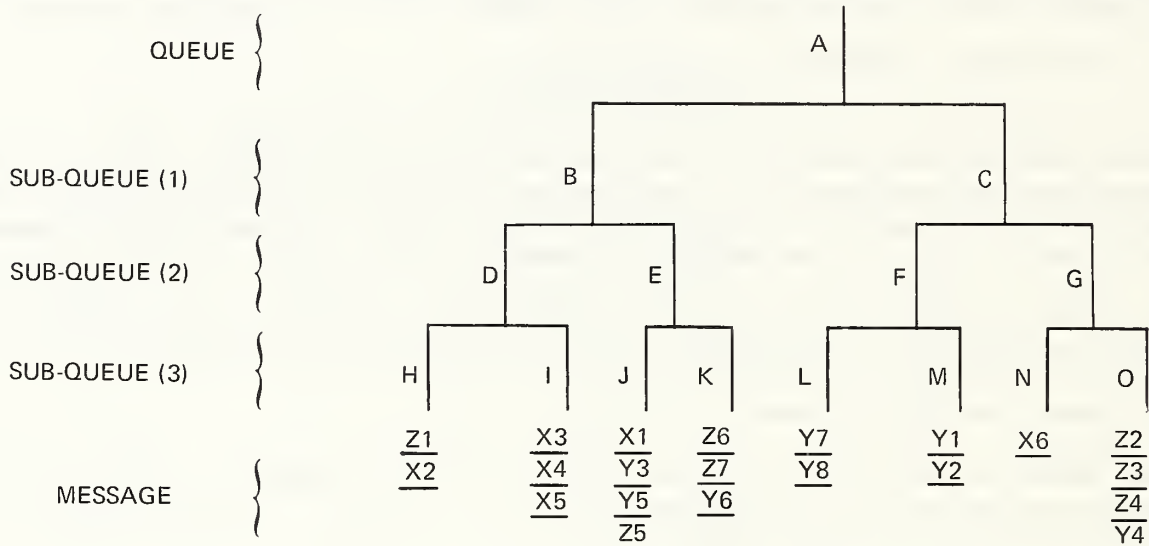 QUEUE
A
SUB-QUEUE (1)
B C
SUB-QUEUE (2)
D E F G
SUB-QUEUE (3)
H I J K L M N O
Z1 X3 X1 Z6 Y7 Y1 X6 Z2
X2 X4 Y3 Z7 Y8 Y2 Z3
MESSAGE
X5 Y5 Y6 Z4
Z5 Y4